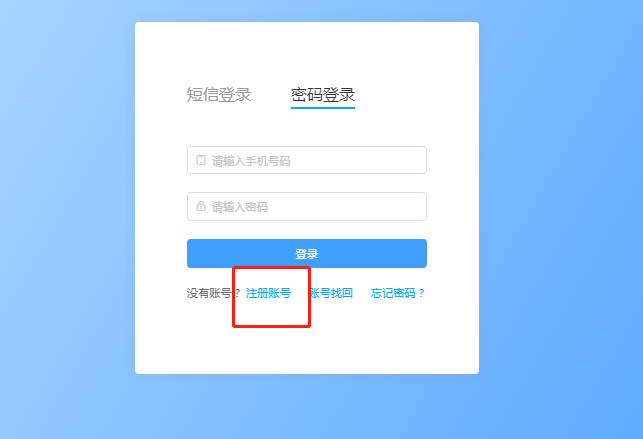 短信登录 密码登录
请输入手机号码
请输入密码
登录
没有账号？注册账号 账号找回 忘记密码？